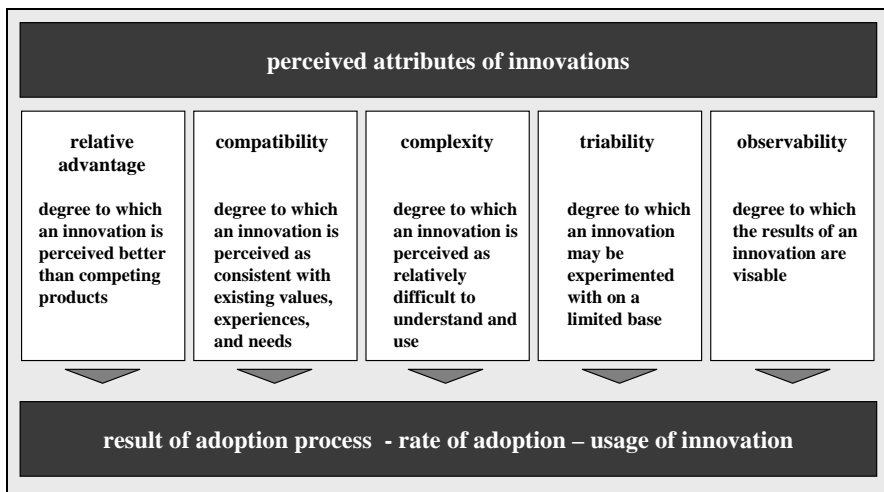 perceived attributes of innovations
relative
advantage
degree to which
an innovation is
perceived better
than competing
products
compatibility
degree to which
an innovation is
perceived as
consistent with
existing values,
experiences,
and needs
complexity
degree to which
an innovation is
perceived as
relatively
difficult to
understand and
use
triability
degree to which
an innovation
may be
experimented
with on a
limited base
observability
degree to which
the results of an
innovation are
visable
result of adoption process - rate of adoption – usage of innovation